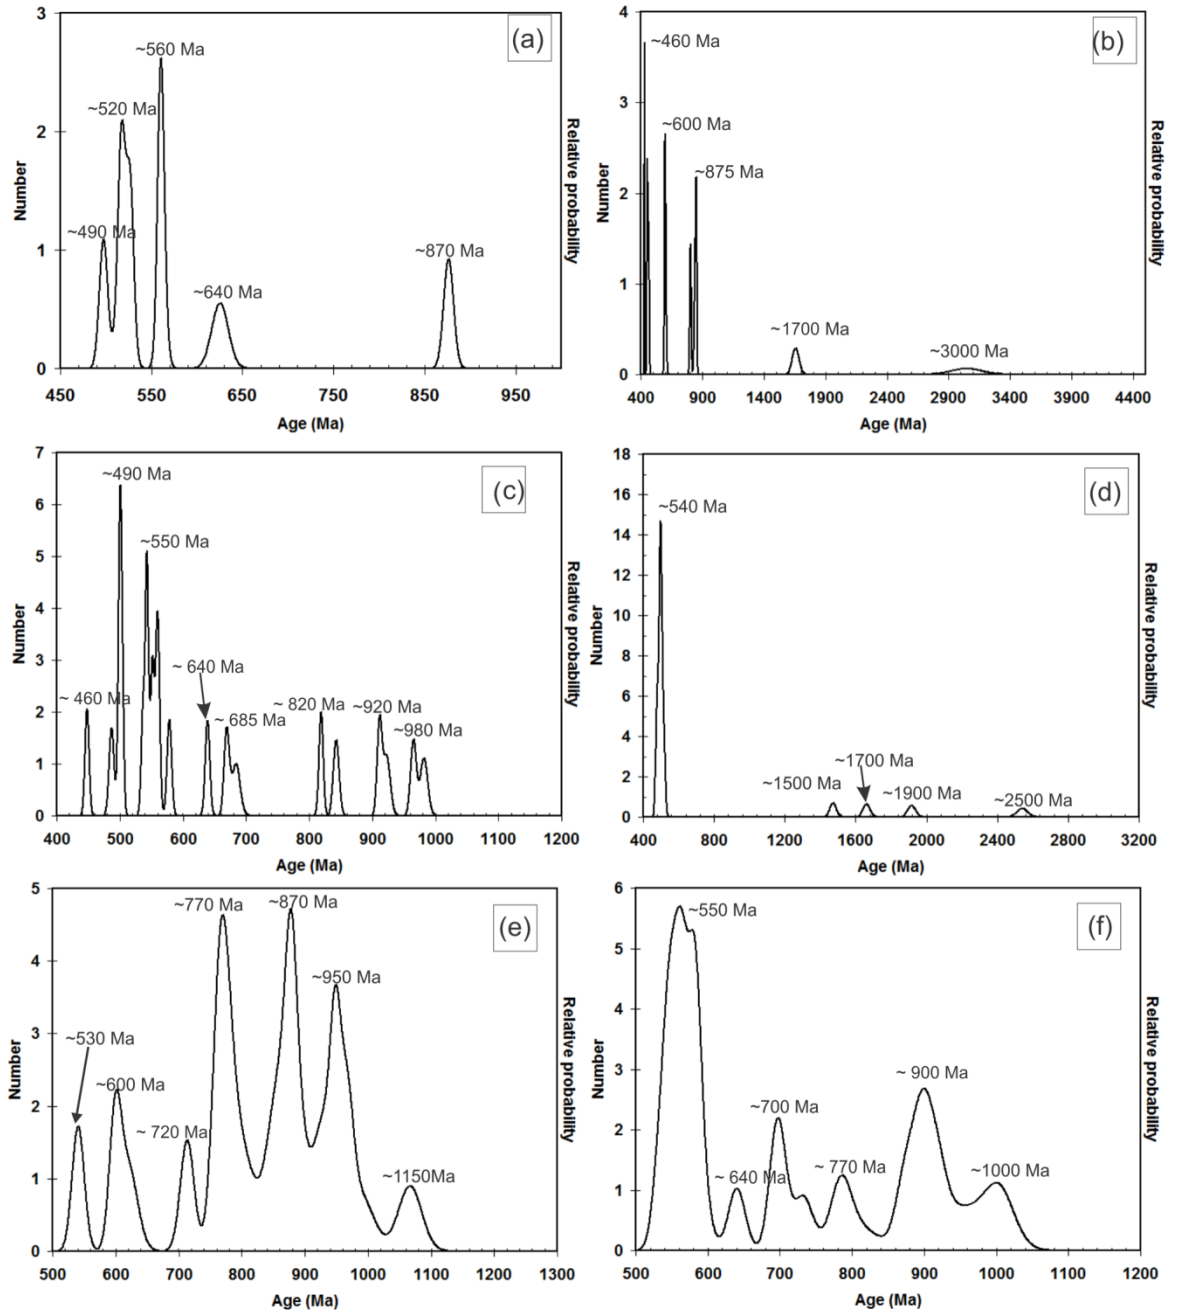 (a)
3
2
1
0
Number
~490 Ma
~520 Ma
~560 Ma
~640 Ma
~870 Ma
Relative probability
450 550 650 750 850 950
Age (Ma)
(b)
4
3
2
1
0
Number
~460 Ma
~600 Ma
~875 Ma
~1700 Ma
~3000 Ma
Relative probability
400 900 1400 1900 2400 2900 3400 3900 4400
Age (Ma)
(c)
7
6
5
4
3
2
1
0
Number
~ 460 Ma
~490 Ma
~550 Ma
~ 640 Ma
~ 685 Ma
~ 820 Ma
~920 Ma
~980 Ma
Relative probability
400 500 600 700 800 900 1000 1100 1200
Age (Ma)
(d)
18
16
14
12
10
8
6
4
2
0
Number
~540 Ma
~1500 Ma
~1700 Ma
~1900 Ma
~2500 Ma
Relative probability
400 800 1200 1600 2000 2400 2800 3200
Age (Ma)
(e)
5
4
3
2
1
0
Number
~530 Ma
~600 Ma
~ 720 Ma
~770 Ma
~870 Ma
~950 Ma
~1150Ma
Relative probability
500 600 700 800 900 1000 1100 1200 1300
Age (Ma)
(f)
6
5
4
3
2
1
0
Number
~550 Ma
~ 640 Ma
~700 Ma
~ 770 Ma
~ 900 Ma
~1000 Ma
Relative probability
500 600 700 800 900 1000 1100 1200
Age (Ma)